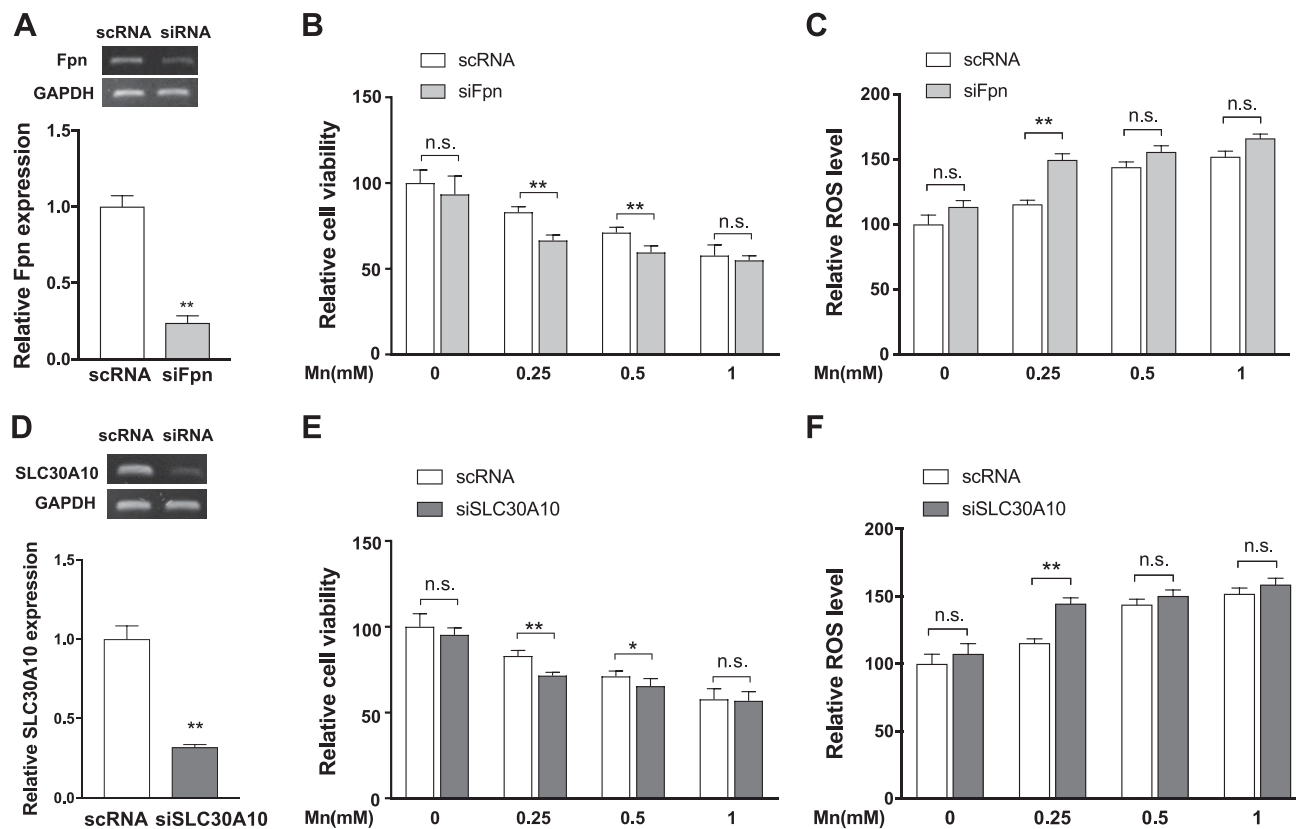 A
scRNA siRNA
Fpn
GAPDH
Relative Fpn expression
1.5
1.0
0.5
0.0
**
scRNA siFpn
B
scRNA
siFpn
Relative cell viability
150
100
50
0
n.s.
**
**
n.s.
Mn(mM) 0 0.25 0.5 1
C
scRNA
siFpn
Relative ROS level
200
150
100
50
0
n.s.
**
n.s.
n.s.
Mn(mM) 0 0.25 0.5 1
D
scRNA siRNA
SLC30A10
GAPDH
Relative SLC30A10 expression
1.5
1.0
0.5
0.0
**
scRNA siSLC30A10
E
scRNA
siSLC30A10
Relative cell viability
150
100
50
0
n.s.
**
*
n.s.
Mn(mM) 0 0.25 0.5 1
F
scRNA
siSLC30A10
Relative ROS level
200
150
100
50
0
n.s.
**
n.s.
n.s.
Mn(mM) 0 0.25 0.5 1